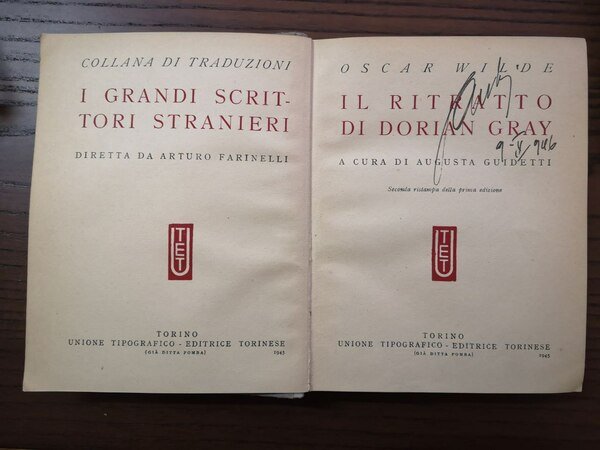 COLLANA DI TRADUZIONI
I GRANDI SCRIT-
TORI STRANIERI
DIRETTA DA ARTURO FARINELLI
UTET
TORINO
UNIONE TIPOGRAFICO - EDITRICE TORINESE
(GIÀ DITTA POMBA) 1945
OSCAR WILDE
IL RITRATTO
DI DORIAN GRAY
A CURA DI AUGUSTA GUIDETTI
Seconda ristampa della prima edizione
UTET
TORINO
UNIONE TIPOGRAFICO - EDITRICE TORINESE
(GIÀ DITTA POMBA) 1945